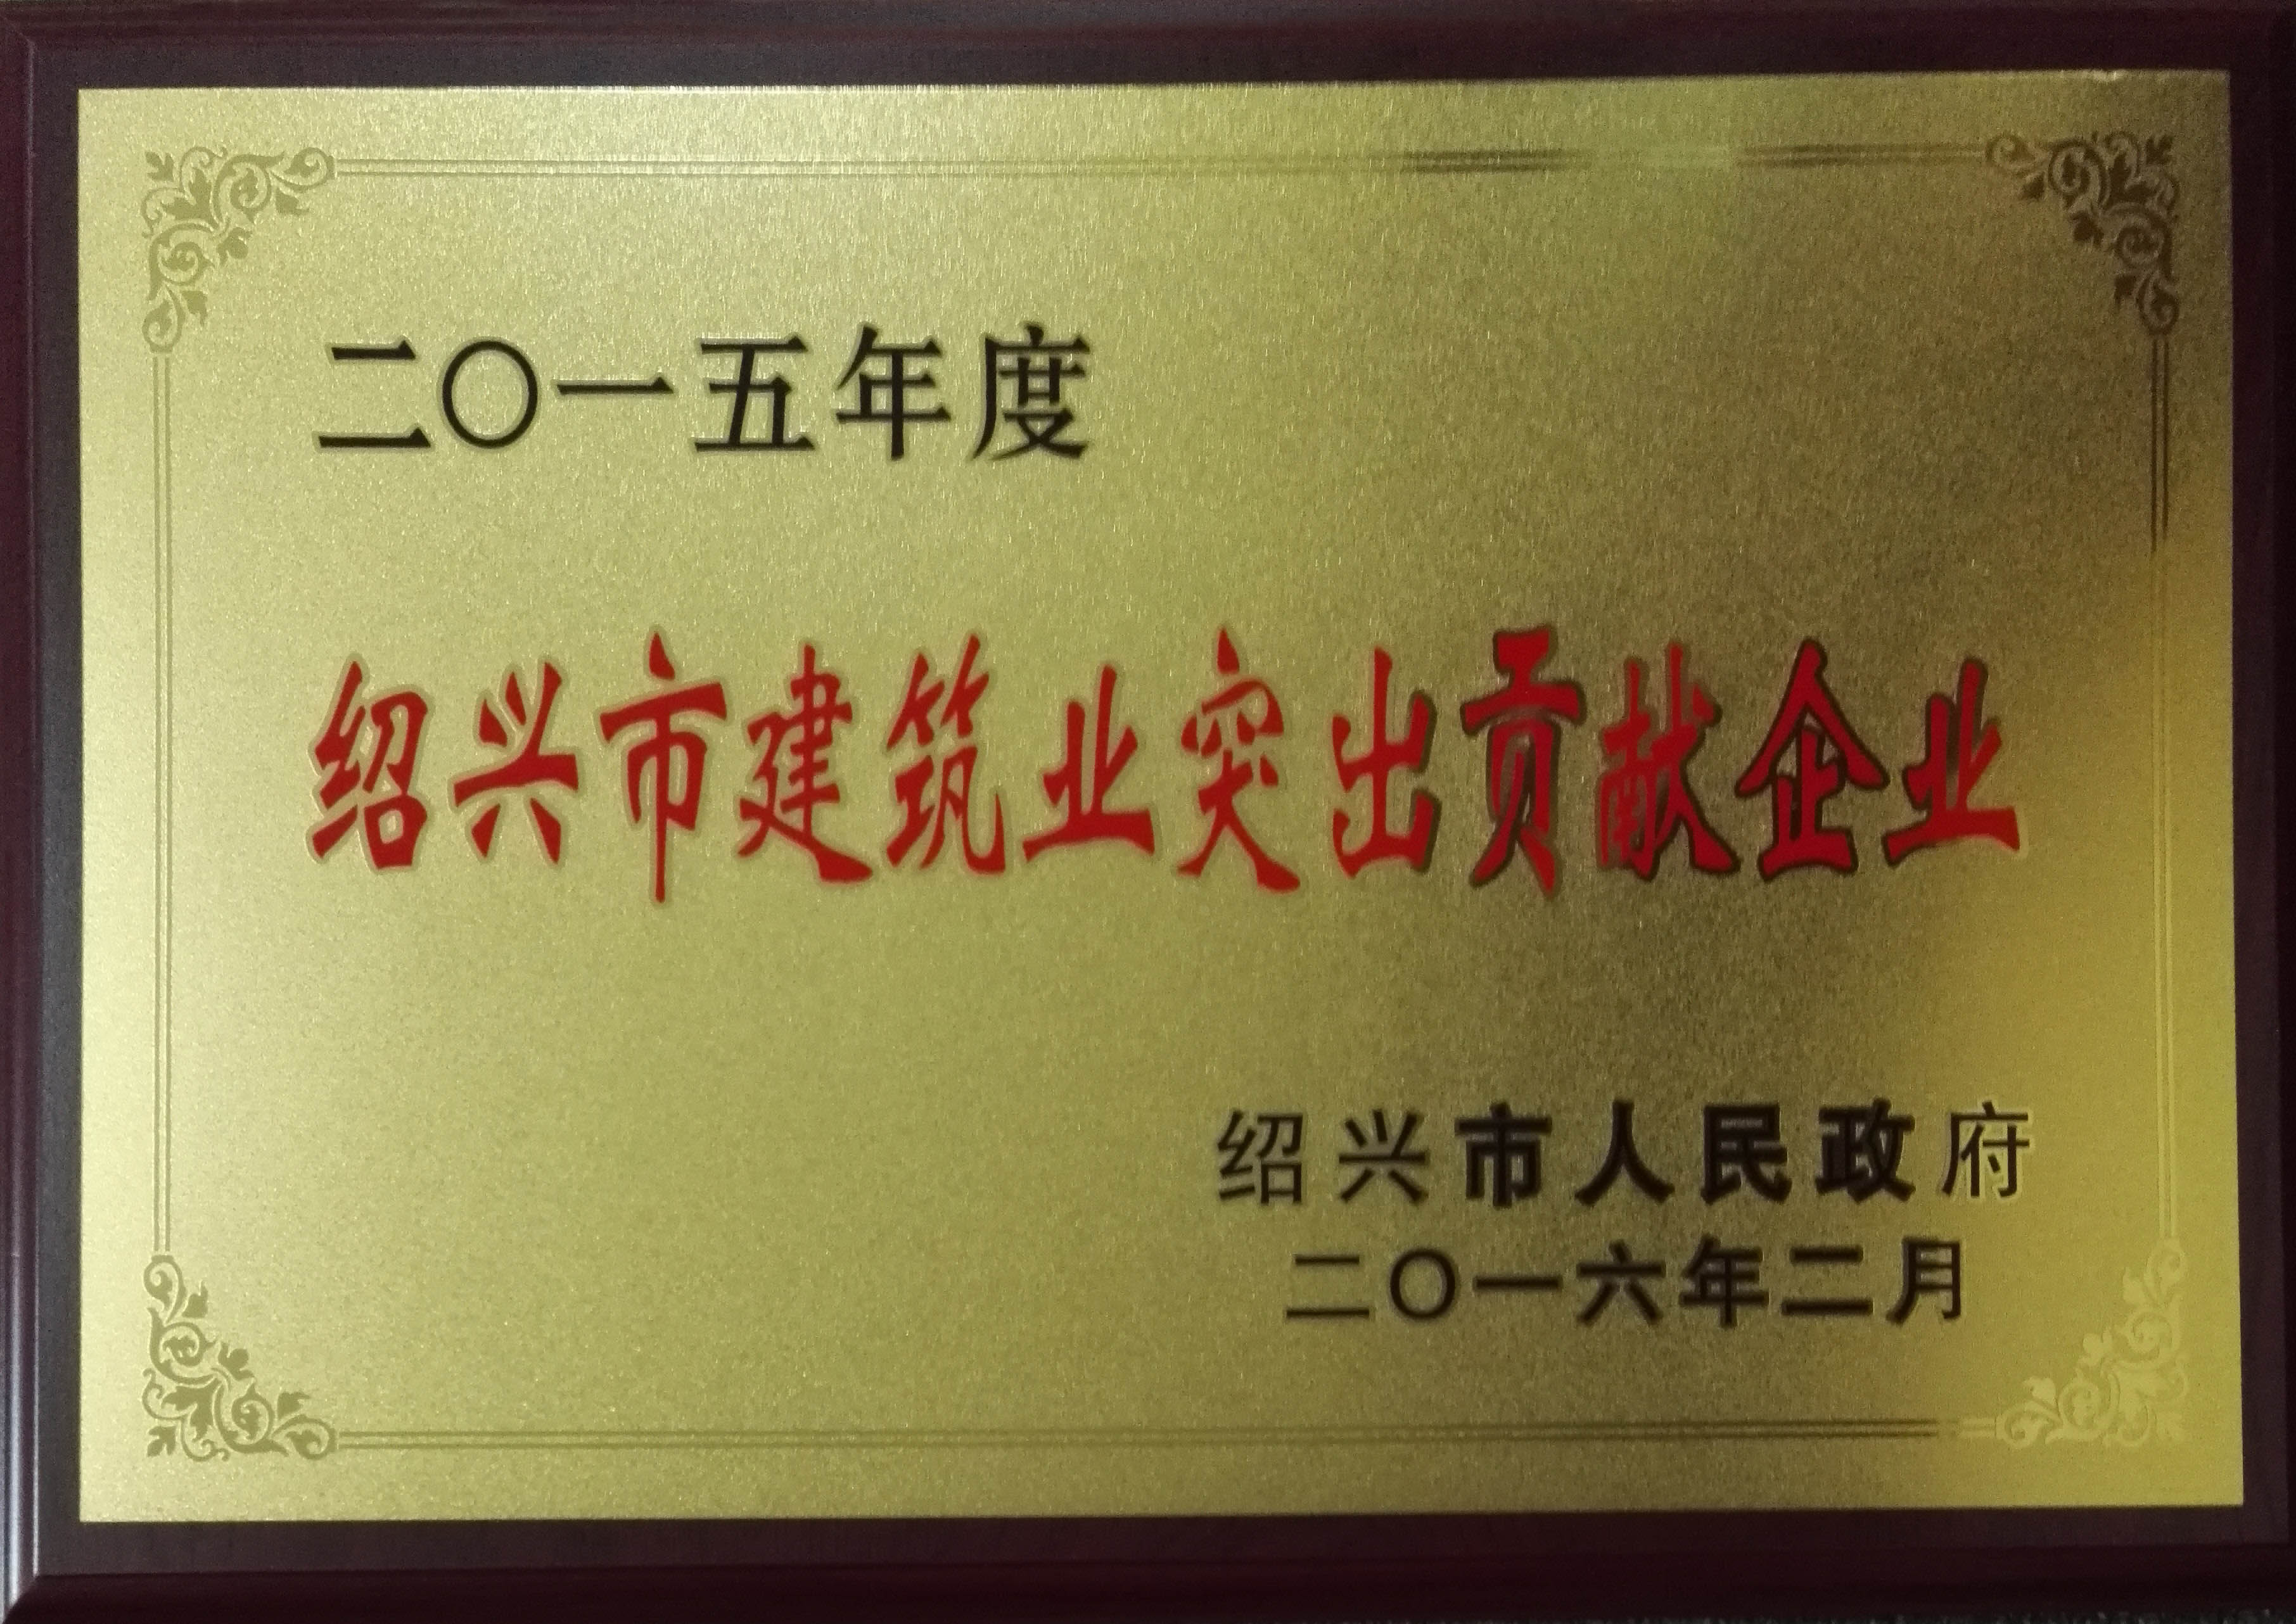 二〇一五年度
绍兴市建筑业突出贡献企业
绍兴市人民政府
二〇一六年二月